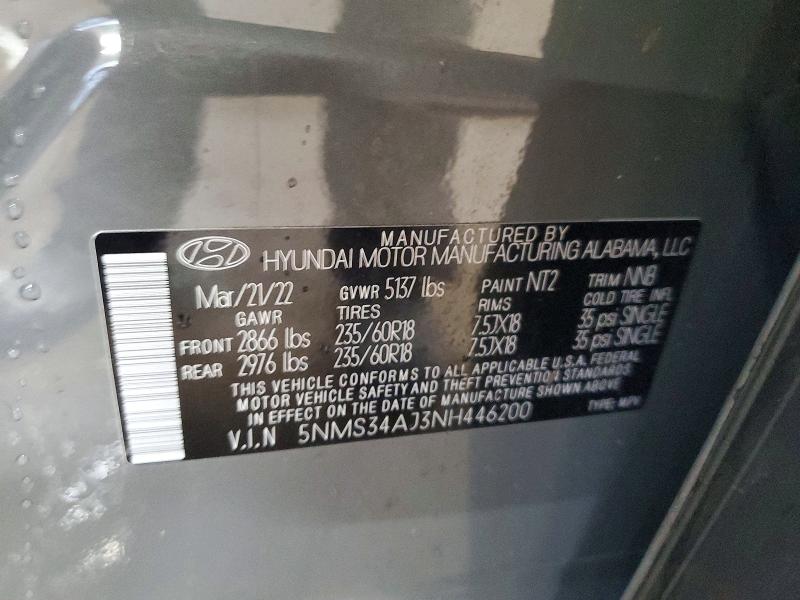 MANUFACTURED BY
HYUNDAI MOTOR MANUFACTURING ALABAMA, LLC
Mar/21/22 GVWR 5137 lbs PAINT NT2 TRIM NNB
GAWR TIRES RIMS COLD TIRE INFL
FRONT 2866 lbs 235/60R18 7.5JX18 35 psi SINGLE
REAR 2976 lbs 235/60R18 7.5JX18 35 psi SINGLE
THIS VEHICLE CONFORMS TO ALL APPLICABLE U.S.A. FEDERAL
MOTOR VEHICLE SAFETY AND THEFT PREVENTION STANDARDS
IN EFFECT ON THE DATE OF MANUFACTURE SHOWN ABOVE
V.I.N 5NMS34AJ3NH446200 TYPE: MPV